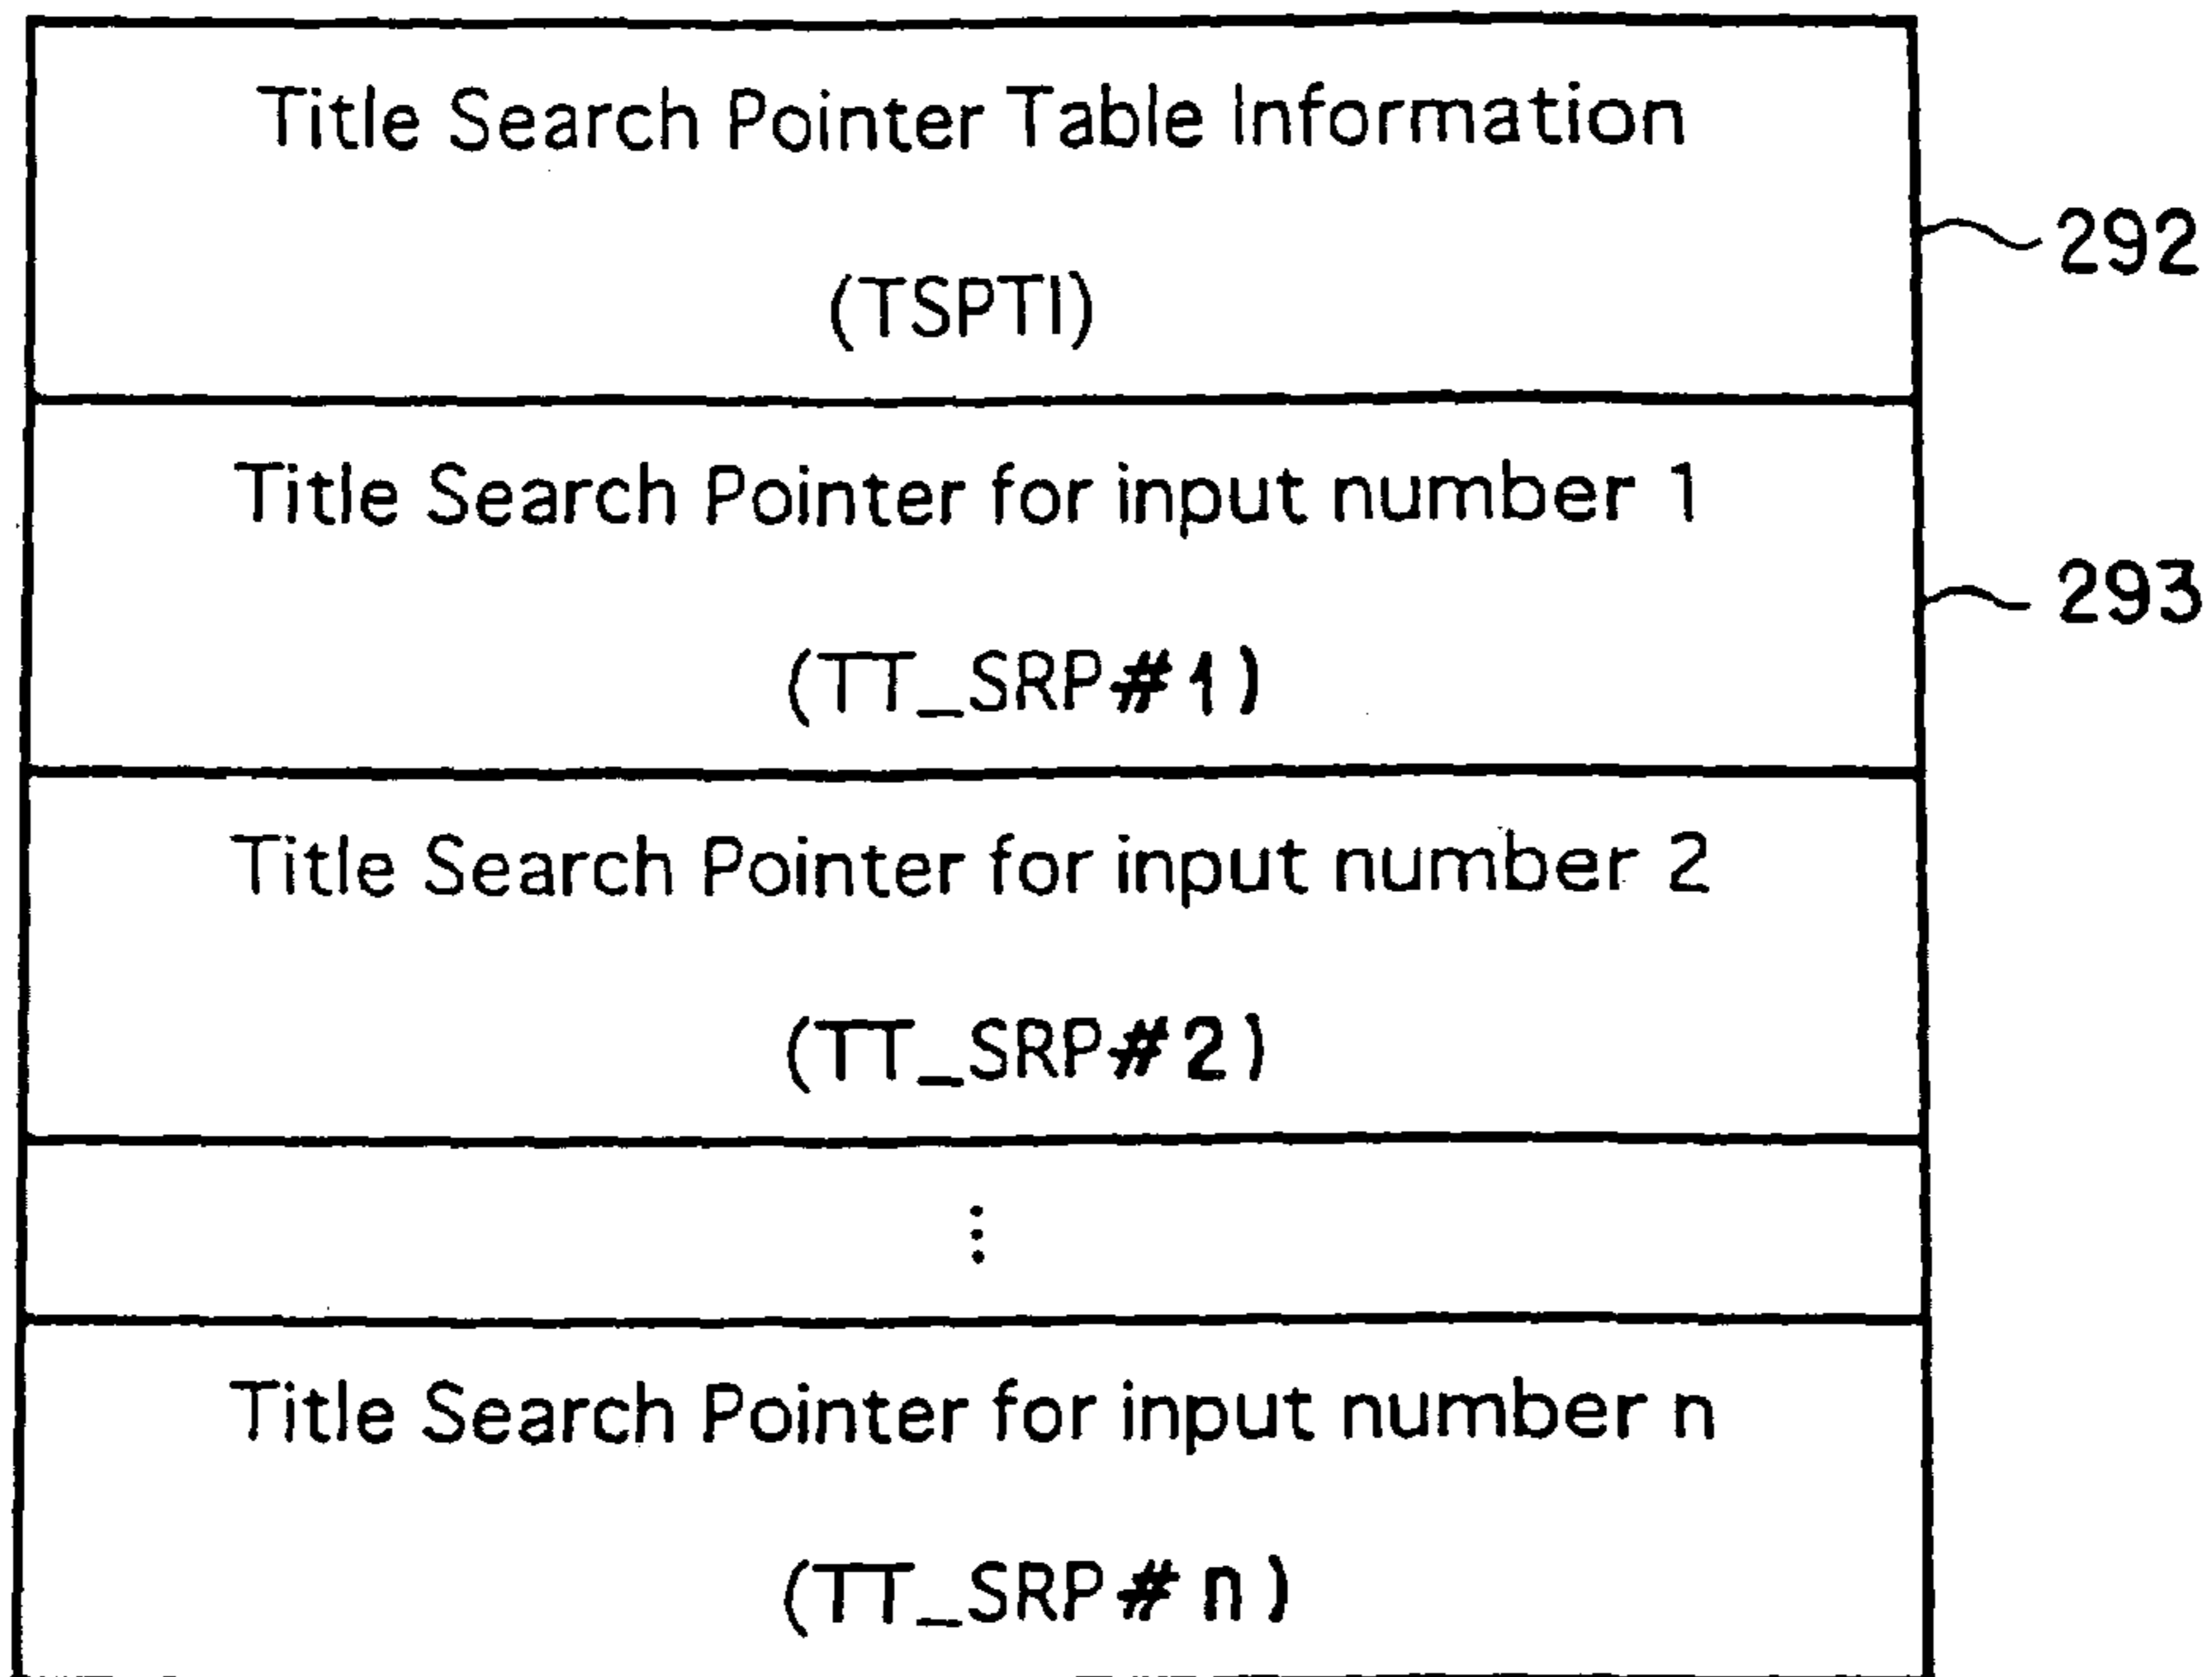 Title Search Pointer Table Information
(TSPTI)
292
Title Search Pointer for input number 1
293
(TT_SRP#1)
Title Search Pointer for input number 2
(TT_SRP#2)
⋮
Title Search Pointer for input number n
(TT_SRP#n)